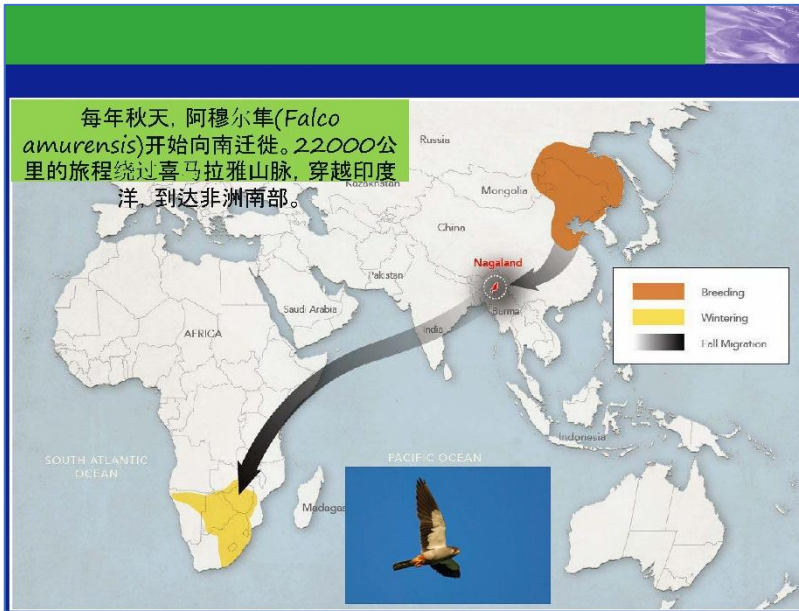 每年秋天, 阿穆尔隼(Falco
amurensis)开始向南迁徙。22000公
里的旅程绕过喜马拉雅山脉, 穿越印度
洋, 到达非洲南部。
Russia
Kazakhstan
Mongolia
China
Nagaland
Pakistan
Burma
Saudi Arabia
India
AFRICA
Breeding
Wintering
Fall Migration
Indonesia
SOUTH ATLANTIC
OCEAN
PACIFIC OCEAN
Madagas